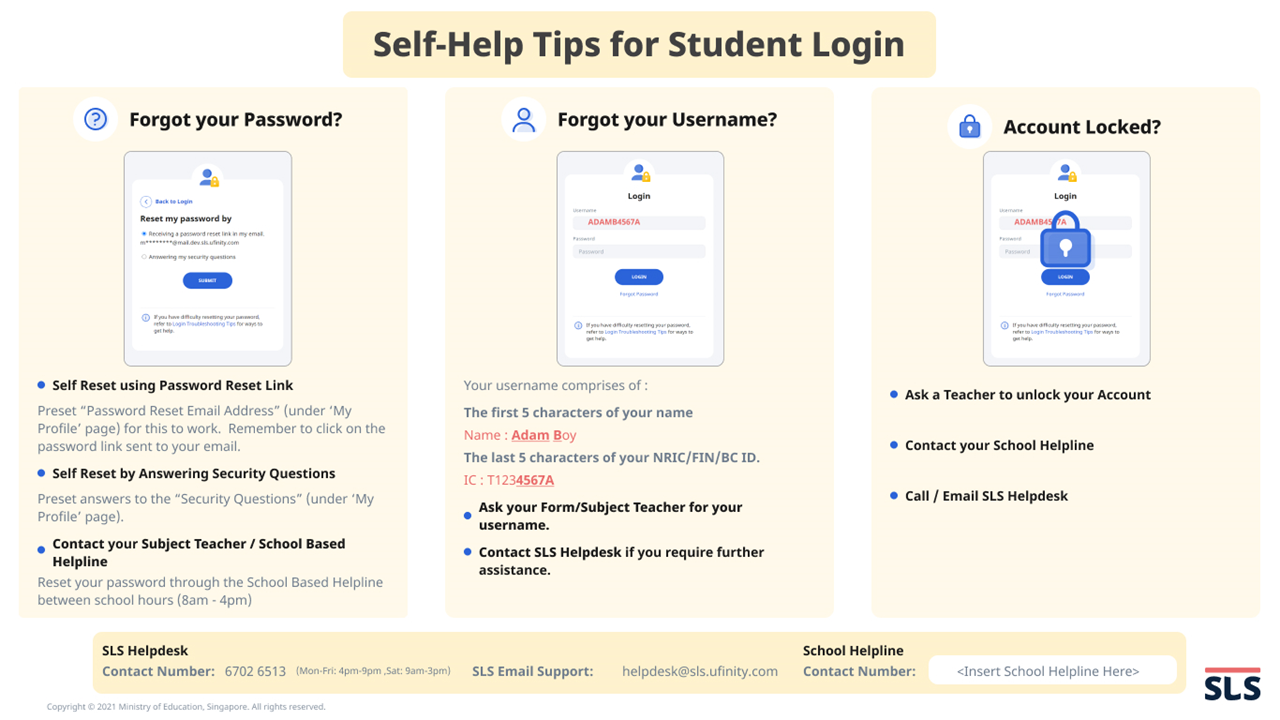 Self-Help Tips for Student Login
Forgot your Password?
Back to Login
Reset my password by
Receiving a password reset link in my email:
m********@mail.dev.sls.ufinity.com
Answering my security questions
SUBMIT
If you have difficulty resetting your password,
refer to Login Troubleshooting Tips for ways to
get help.
Self Reset using Password Reset Link
Preset “Password Reset Email Address” (under ‘My
Profile’ page) for this to work.  Remember to click on the
password link sent to your email.
Self Reset by Answering Security Questions
Preset answers to the “Security Questions” (under ‘My
Profile’ page).
Contact your Subject Teacher / School Based
Helpline
Reset your password through the School Based Helpline
between school hours (8am - 4pm)
Forgot your Username?
Login
Username
ADAMB4567A
Password
Password
LOGIN
Forgot Password
If you have difficulty resetting your password,
refer to Login Troubleshooting Tips for ways to
get help.
Your username comprises of :
The first 5 characters of your name
Name : Adam Boy
The last 5 characters of your NRIC/FIN/BC ID.
IC : T1234567A
Ask your Form/Subject Teacher for your
username.
Contact SLS Helpdesk if you require further
assistance.
Account Locked?
Login
Username
ADAMB4567A
Password
Password
LOGIN
Forgot Password
If you have difficulty resetting your password,
refer to Login Troubleshooting Tips for ways to
get help.
Ask a Teacher to unlock your Account
Contact your School Helpline
Call / Email SLS Helpdesk
SLS Helpdesk
Contact Number: 6702 6513 (Mon-Fri: 4pm-9pm ,Sat: 9am-3pm)
SLS Email Support: helpdesk@sls.ufinity.com
School Helpline
Contact Number: <Insert School Helpline Here>
SLS
Copyright © 2021 Ministry of Education, Singapore. All rights reserved.